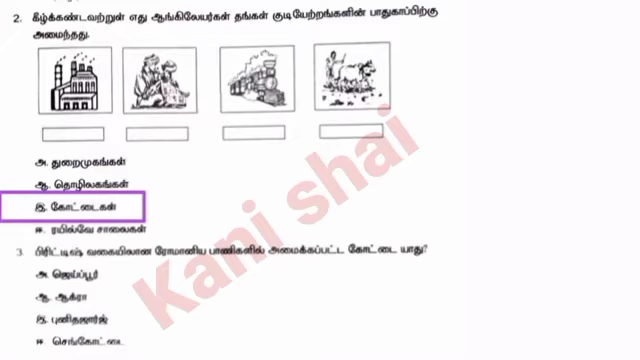 2. கீழ்க்கண்டவற்றுள் எது ஆங்கிலேயர்கள் தங்கள் குடியேற்றங்களின் பாதுகாப்பிற்கு
அமைந்தது.
அ. துறைமுகங்கள்
ஆ. தொழிலகங்கள்
இ. கோட்டைகள்
ஈ. ரயில்வே சாலைகள்
3. பிரிட்டிஷ் வகையிலான ரோமானிய பாணிகளில் அமைக்கப்பட்ட கோட்டை யாது?
அ. ஜெய்ப்பூர்
ஆ. ஆக்ரா
இ. புனிதஜார்ஜ்
ஈ. செங்கோட்டை
Kani shai